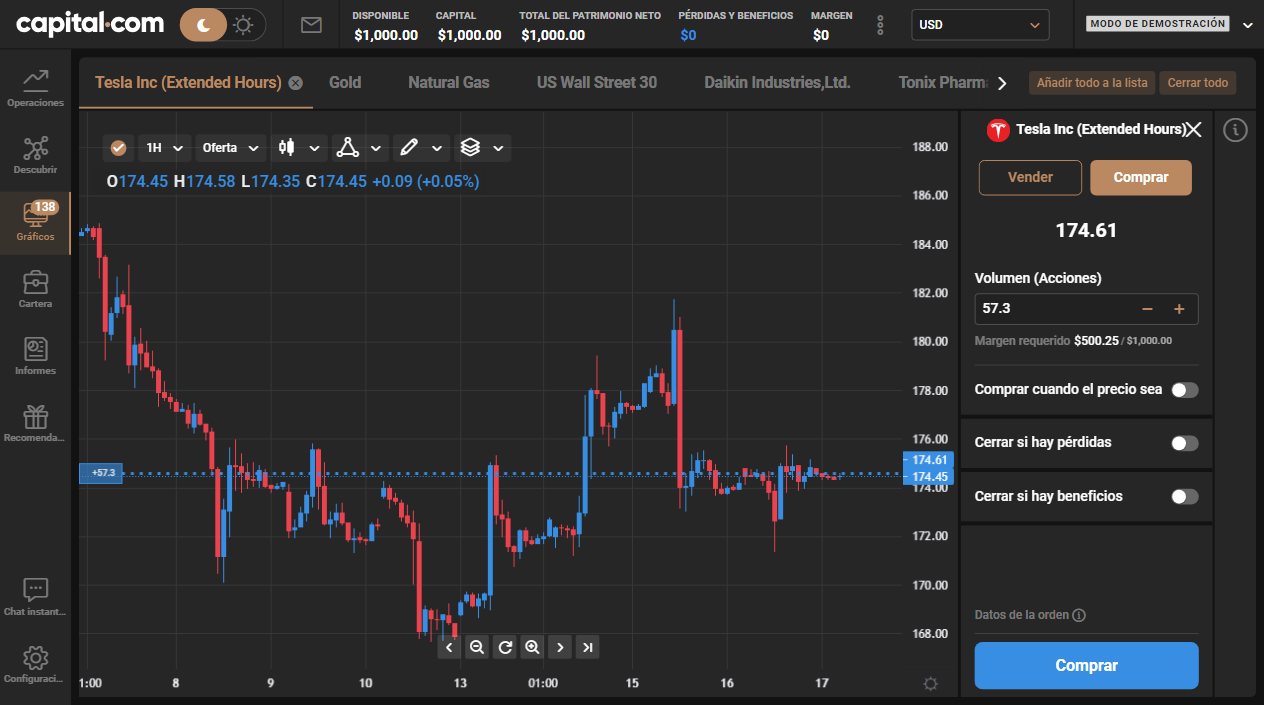 capital.com
DISPONIBLE
$1,000.00
CAPITAL
$1,000.00
TOTAL DEL PATRIMONIO NETO
$1,000.00
PÉRDIDAS Y BENEFICIOS
$0
MARGEN
$0
USD
MODO DE DEMOSTRACIÓN
Operaciones
Descubrir
138
Gráficos
Cartera
Informes
Recomenda...
Chat instant...
Configuraci...
Tesla Inc (Extended Hours)
Gold
Natural Gas
US Wall Street 30
Daikin Industries,Ltd.
Tonix Pharm
Añadir todo a la lista
Cerrar todo
1H
Oferta
O174.45 H174.58 L174.35 C174.45 +0.09 (+0.05%)
188.00
186.00
184.00
182.00
180.00
178.00
176.00
174.61
174.45
174.00
172.00
170.00
168.00
+57.3
1:00
8
9
10
13
01:00
15
16
17
Tesla Inc (Extended Hours)
Vender
Comprar
174.61
Volumen (Acciones)
57.3
Margen requerido $500.25 / $1,000.00
Comprar cuando el precio sea
Cerrar si hay pérdidas
Cerrar si hay beneficios
Datos de la orden
Comprar